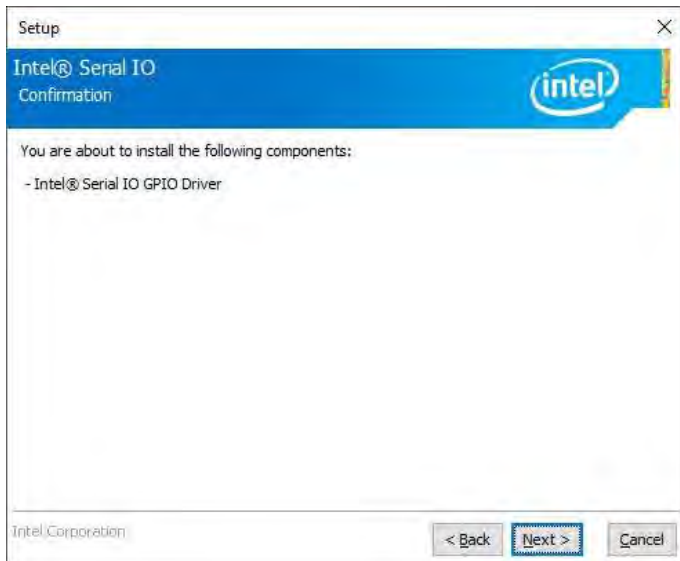 Setup
Intel® Serial IO
Confirmation
intel
You are about to install the following components:
- Intel® Serial IO GPIO Driver
Intel Corporation
< Back
Next >
Cancel